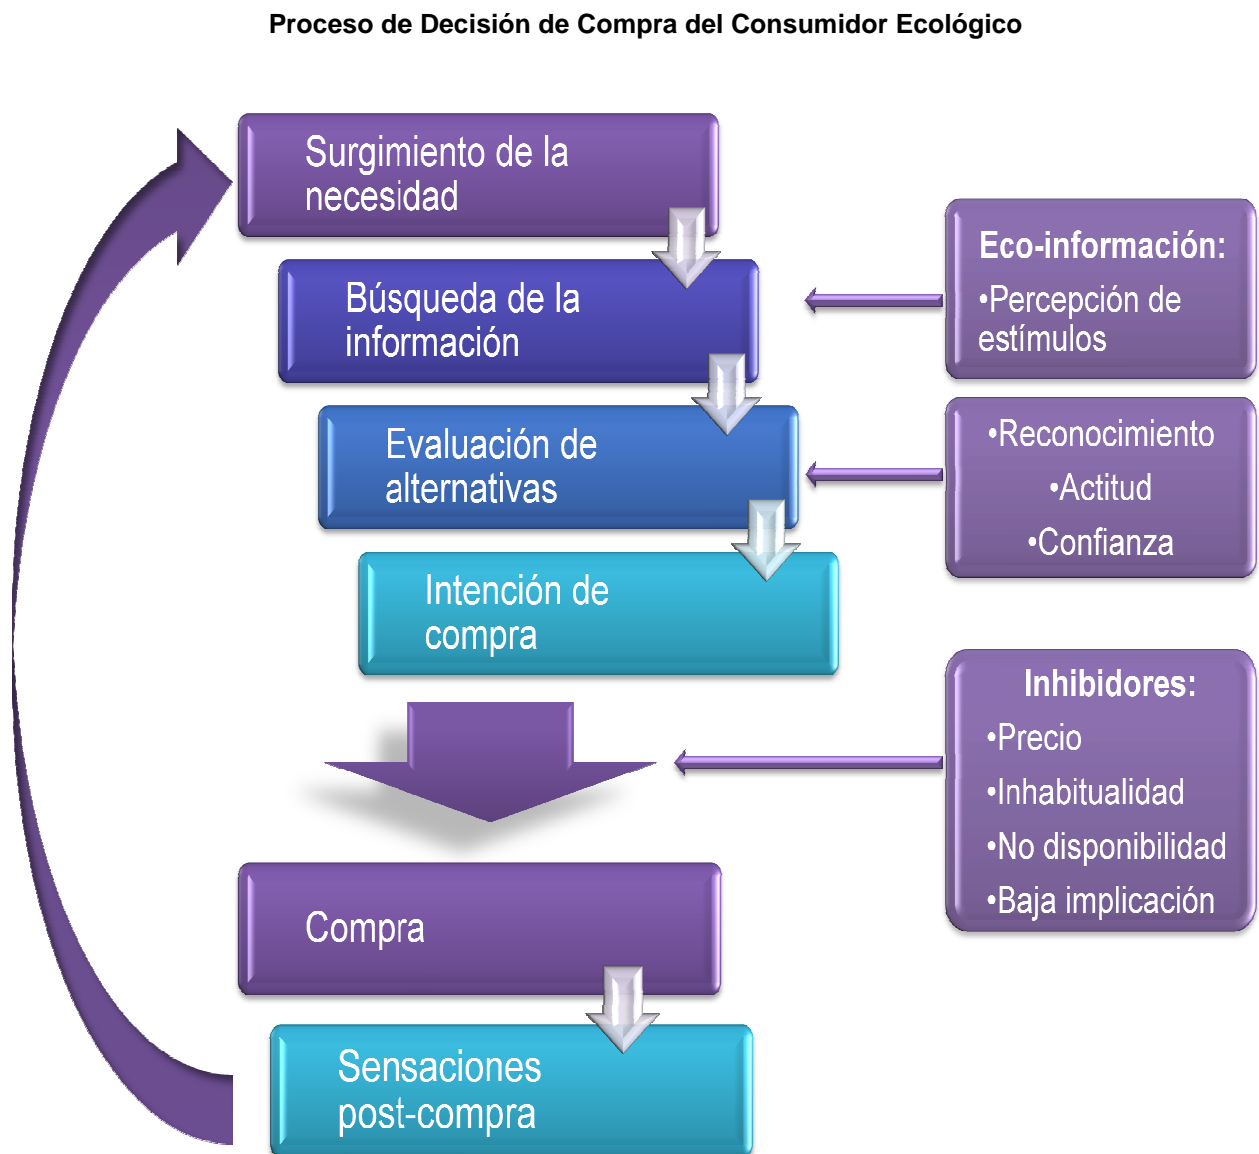 Proceso de Decisión de Compra del Consumidor Ecológico
Surgimiento de la
necesidad
Búsqueda de la
información
Evaluación de
alternativas
Intención de
compra
Compra
Sensaciones
post-compra
Eco-información:
•Percepción de
estímulos
•Reconocimiento
•Actitud
•Confianza
Inhibidores:
•Precio
•Inhabitualidad
•No disponibilidad
•Baja implicación